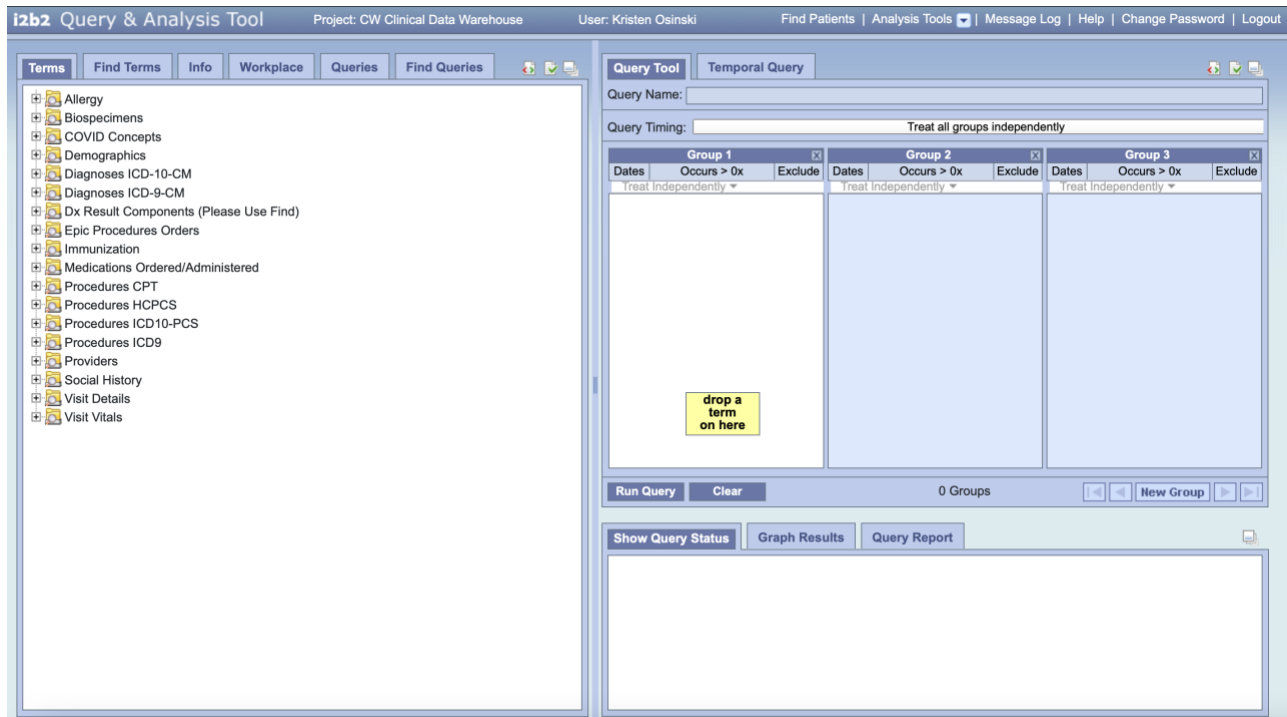 i2b2 Query & Analysis Tool Project: CW Clinical Data Warehouse User: Kristen Osinski Find Patients | Analysis Tools | Message Log | Help | Change Password | Logout
Terms Find Terms Info Workplace Queries Find Queries
Allergy
Biospecimens
COVID Concepts
Demographics
Diagnoses ICD-10-CM
Diagnoses ICD-9-CM
Dx Result Components (Please Use Find)
Epic Procedures Orders
Immunization
Medications Ordered/Administered
Procedures CPT
Procedures HCPCS
Procedures ICD10-PCS
Procedures ICD9
Providers
Social History
Visit Details
Visit Vitals
Query Tool Temporal Query
Query Name:
Query Timing: Treat all groups independently
Group 1 Group 2 Group 3
Dates Occurs > 0x Exclude Dates Occurs > 0x Exclude Dates Occurs > 0x Exclude
Treat Independently Treat Independently Treat Independently
drop a
term
on here
Run Query Clear 0 Groups New Group
Show Query Status Graph Results Query Report